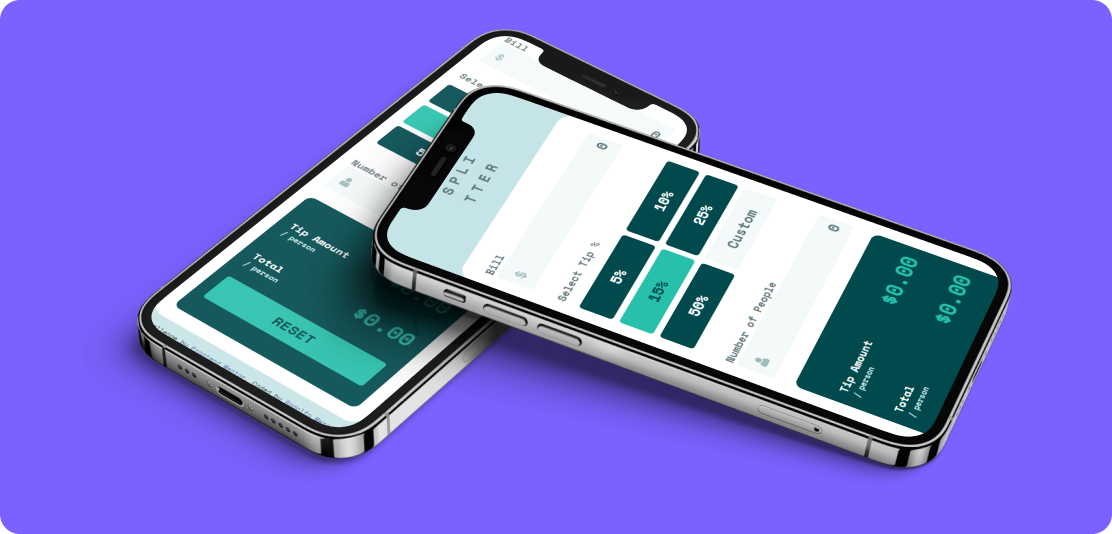 Bill
$
Number
Tip Amount
/ person
Total
/ person
$0.00
RESET
SPLI
TTER
Bill
$
0
Select Tip %
5%
10%
15%
25%
50%
Custom
Number of People
0
Tip Amount
/ person
$0.00
Total
/ person
$0.00